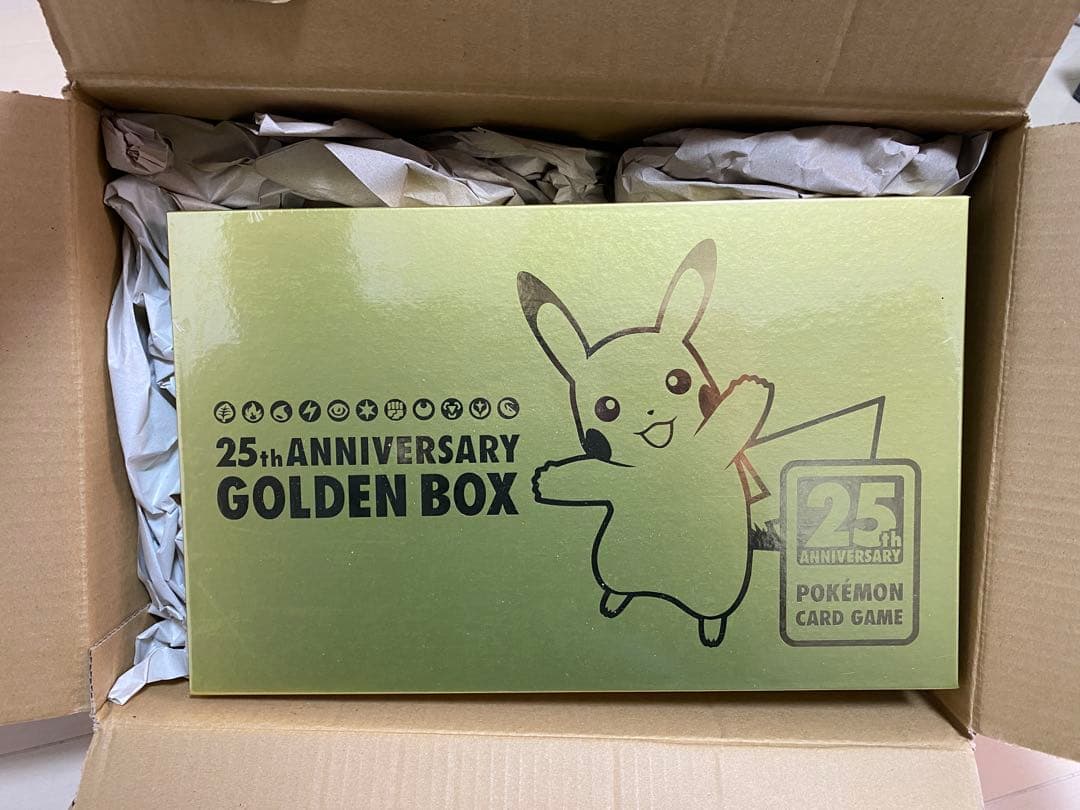 25th ANNIVERSARY
GOLDEN BOX
25th
ANNIVERSARY
POKÉMON
CARD GAME